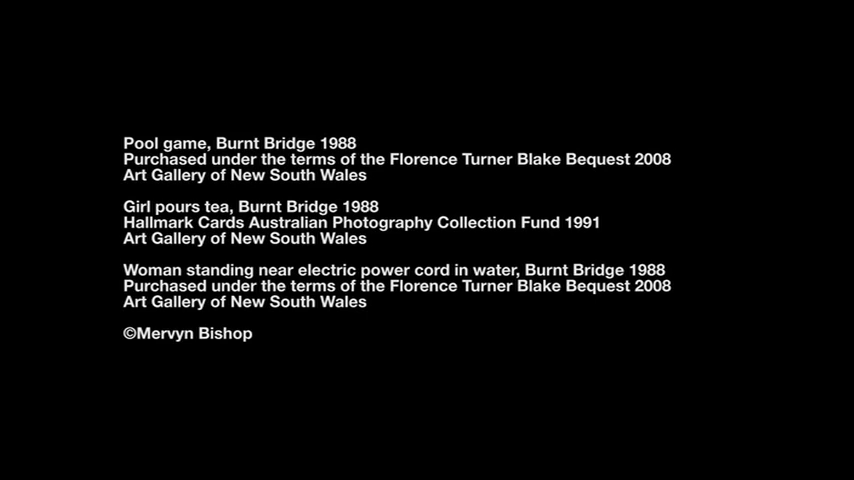 Pool game, Burnt Bridge 1988
Purchased under the terms of the Florence Turner Blake Bequest 2008
Art Gallery of New South Wales
Girl pours tea, Burnt Bridge 1988
Hallmark Cards Australian Photography Collection Fund 1991
Art Gallery of New South Wales
Woman standing near electric power cord in water, Burnt Bridge 1988
Purchased under the terms of the Florence Turner Blake Bequest 2008
Art Gallery of New South Wales
©Mervyn Bishop